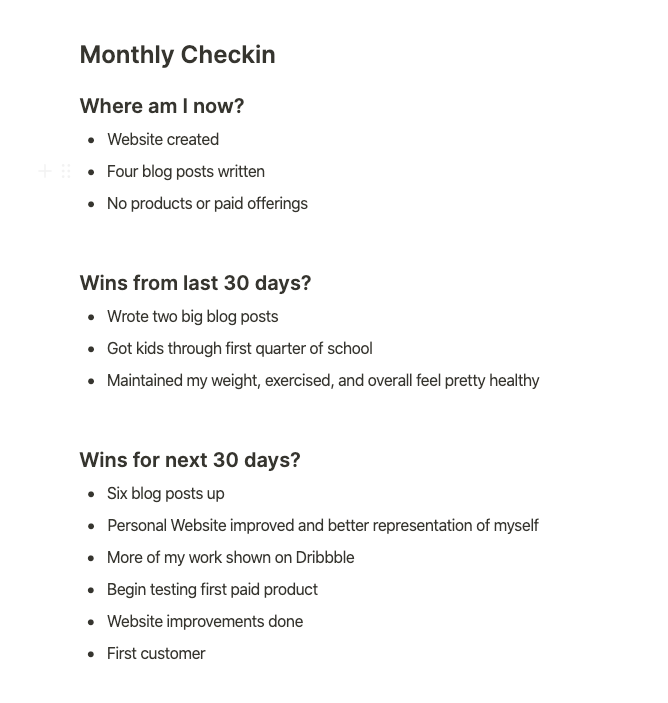 Monthly Checkin
Where am I now?
Website created
Four blog posts written
No products or paid offerings
Wins from last 30 days?
Wrote two big blog posts
Got kids through first quarter of school
Maintained my weight, exercised, and overall feel pretty healthy
Wins for next 30 days?
Six blog posts up
Personal Website improved and better representation of myself
More of my work shown on Dribbble
Begin testing first paid product
Website improvements done
First customer